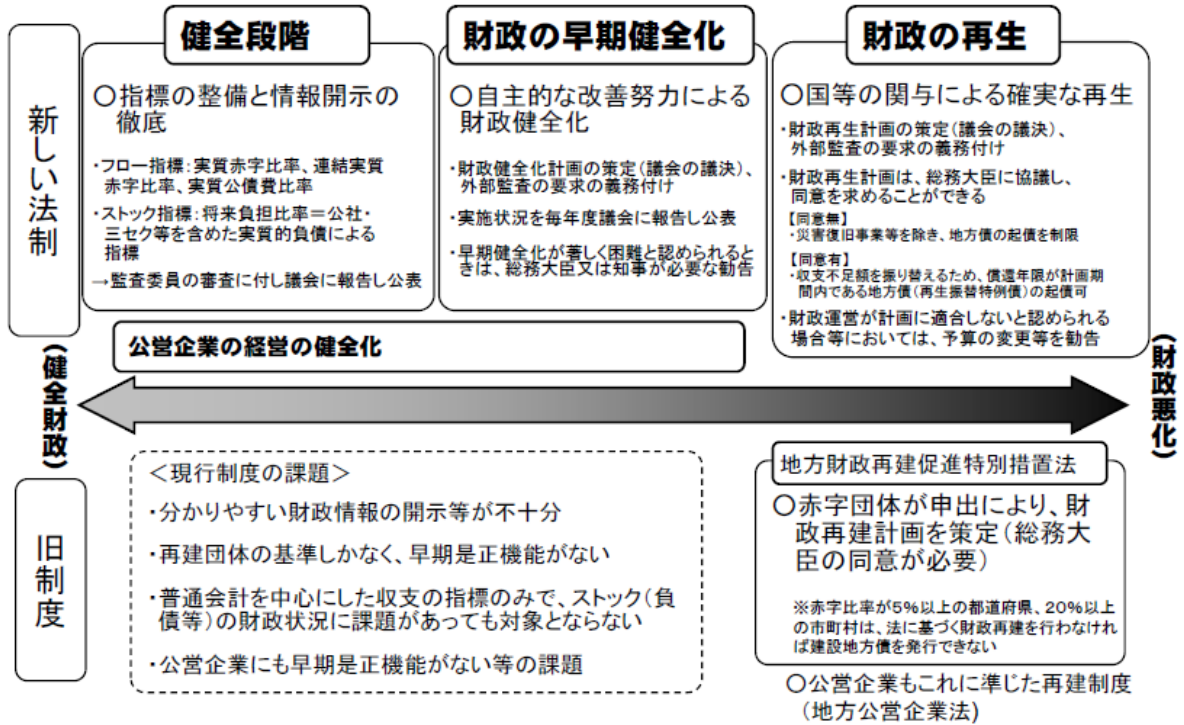 健全段階
財政の早期健全化
財政の再生
新しい法制
○指標の整備と情報開示の
徹底
・フロー指標：実質赤字比率、連結実質
赤字比率、実質公債費比率
・ストック指標：将来負担比率＝公社・
三セク等を含めた実質的負債による
指標
→監査委員の審査に付し議会に報告し公表
○自主的な改善努力による
財政健全化
・財政健全化計画の策定（議会の議決）、
外部監査の要求の義務付け
・実施状況を毎年度議会に報告し公表
・早期健全化が著しく困難と認められると
きは、総務大臣又は知事が必要な勧告
○国等の関与による確実な再生
・財政再生計画の策定（議会の議決）、
外部監査の要求の義務付け
・財政再生計画は、総務大臣に協議し、
同意を求めることができる
【同意無】
・災害復旧事業等を除き、地方債の起債を制限
【同意有】
・収支不足額を振り替えるため、償還年限が計画期
間内である地方債（再生振替特例債）の起債可
・財政運営が計画に適合しないと認められる
場合等においては、予算の変更等を勧告
公営企業の経営の健全化
（健全財政）
（財政悪化）
旧制度
＜現行制度の課題＞
・分かりやすい財政情報の開示等が不十分
・再建団体の基準しかなく、早期是正機能がない
・普通会計を中心にした収支の指標のみで、ストック（負
債等）の財政状況に課題があっても対象とならない
・公営企業にも早期是正機能がない等の課題
地方財政再建促進特別措置法
○赤字団体が申出により、財
政再建計画を策定（総務大
臣の同意が必要）
※赤字比率が5％以上の都道府県、20％以上
の市町村は、法に基づく財政再建を行わなけれ
ば建設地方債を発行できない
○公営企業もこれに準じた再建制度
（地方公営企業法)